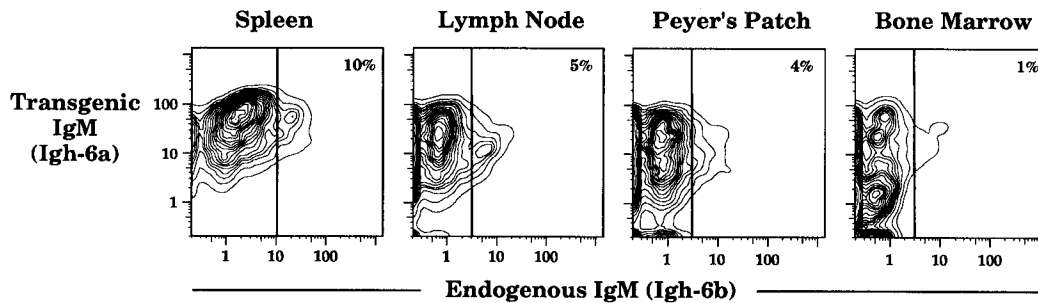 Spleen Lymph Node Peyer's Patch Bone Marrow
10% 5% 4% 1%
Transgenic
IgM
(Igh-6a)
100
10
1
1 10 100 1 10 100 1 10 100 1 10 100
Endogenous IgM (Igh-6b)